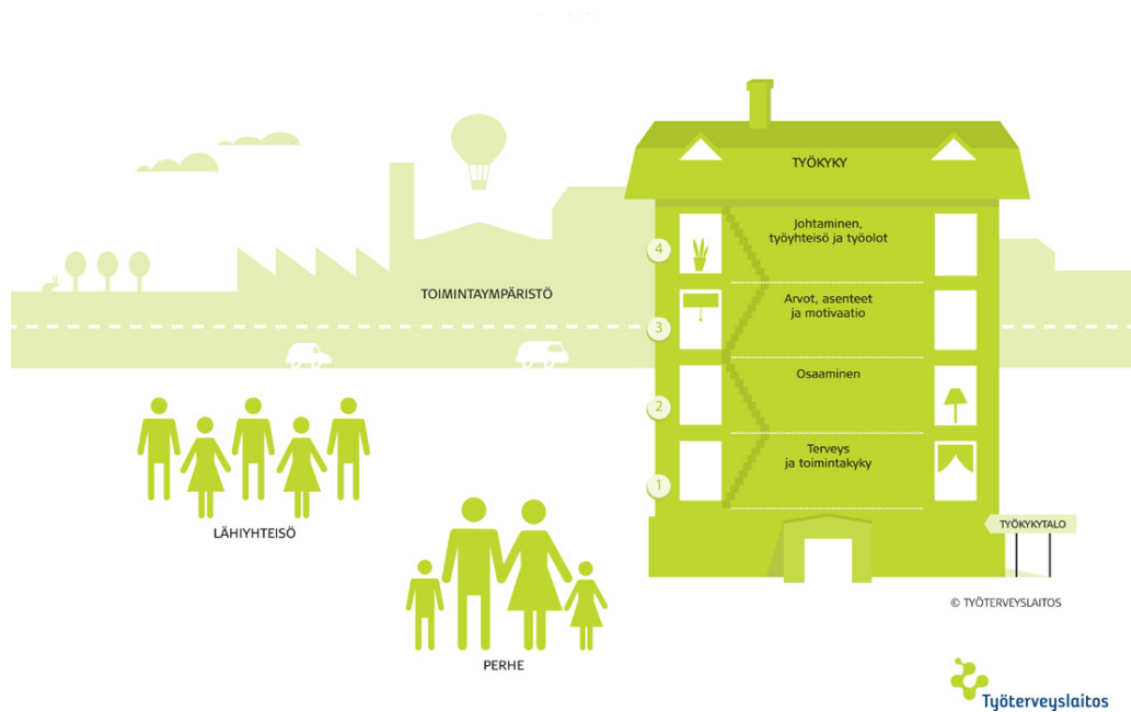 TYÖKYKY
4
Johtaminen,
työyhteisö ja työolot
TOIMINTAYMPÄRISTÖ
3
Arvot, asenteet
ja motivaatio
2
Osaaminen
1
Terveys
ja toimintakyky
LÄHIYHTEISÖ
TYÖKYKYTALO
© TYÖTERVEYSLAITOS
PERHE
Työterveyslaitos